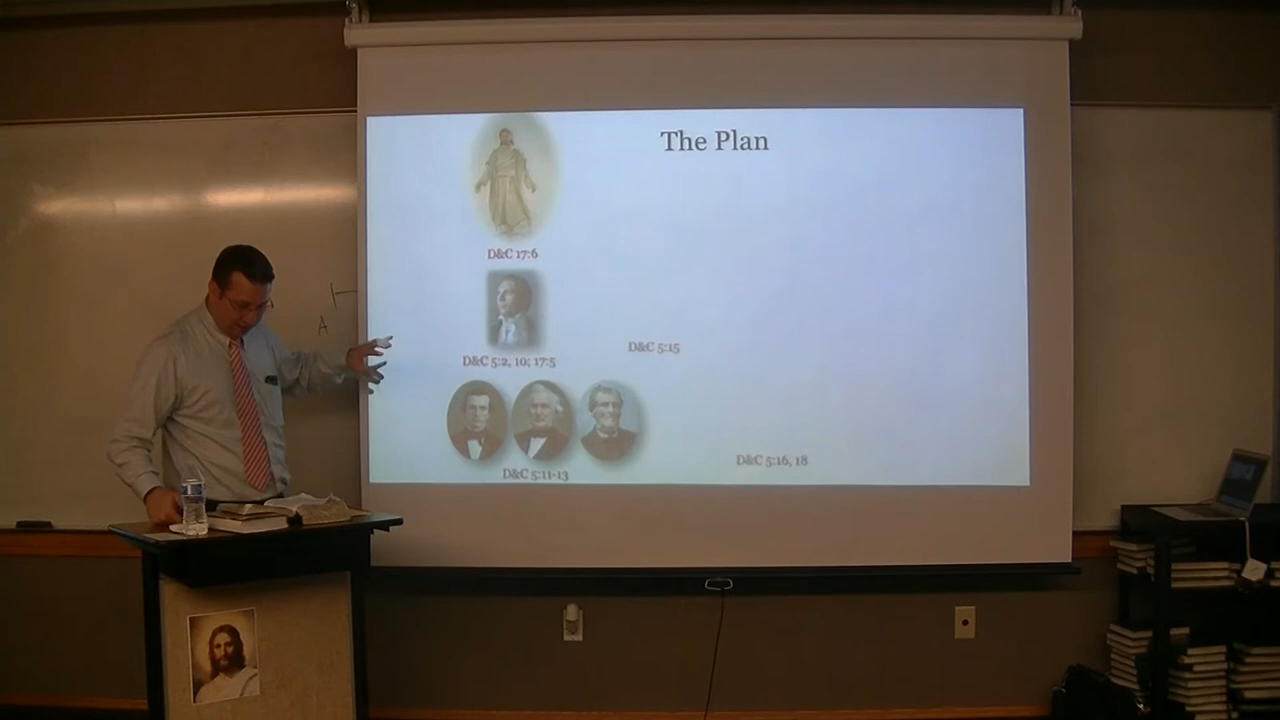 The Plan
D&C 17:6
A
D&C 5:2, 10; 17:5
D&C 5:15
D&C 5:11-13
D&C 5:16, 18